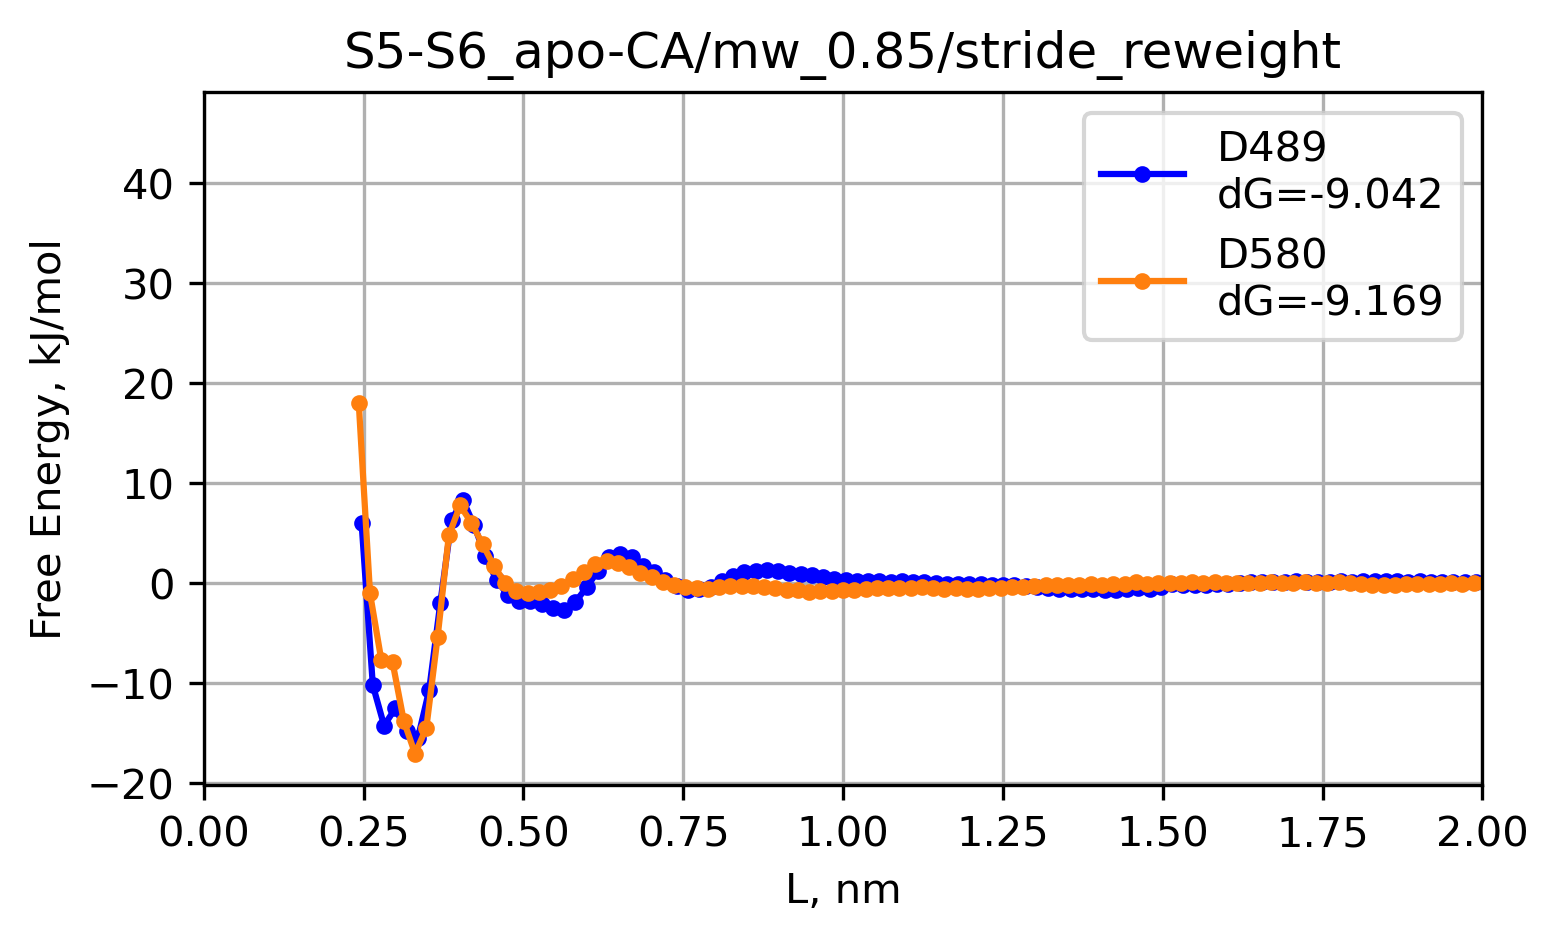 S5-S6_apo-CA/mw_0.85/stride_reweight
D489
dG=-9.042
D580
dG=-9.169
Free Energy, kJ/mol
40
30
20
10
0
−10
−20
0.00 0.25 0.50 0.75 1.00 1.25 1.50 1.75 2.00
L, nm